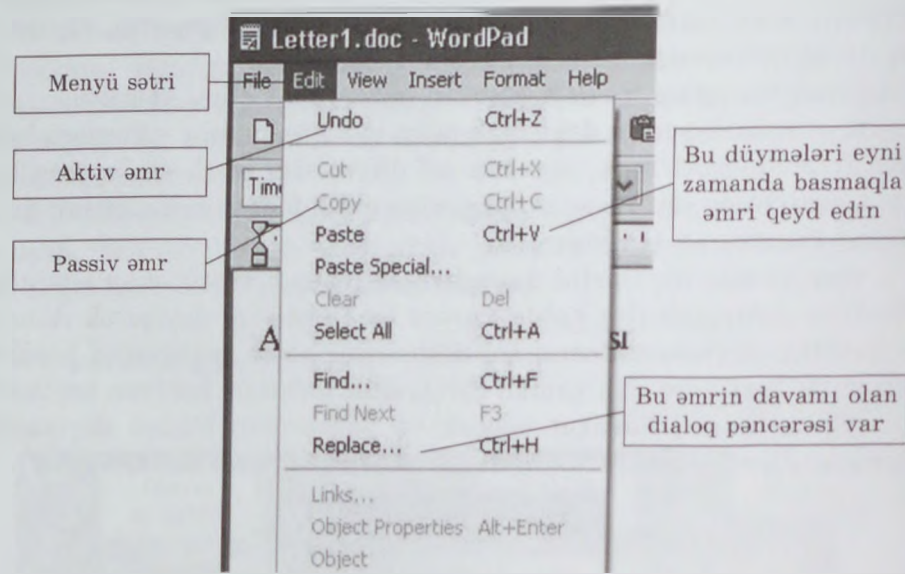 Letter1.doc - WordPad
File Edit View Insert Format Help
Menyü sətri
Aktiv əmr
Passiv əmr
Undo Ctrl+Z
Cut Ctrl+X
Copy Ctrl+C
Paste Ctrl+V
Paste Special...
Clear Del
Select All Ctrl+A
Find... Ctrl+F
Find Next F3
Replace... Ctrl+H
Links...
Object Properties Alt+Enter
Object
Bu düymələri eyni
zamanda basmaqla
əmri qeyd edin
Bu əmrin davamı olan
dialoq pəncərəsi var